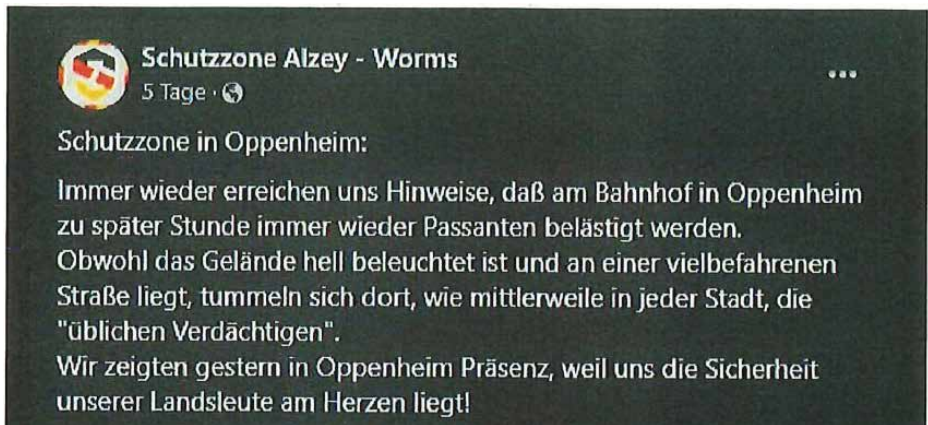 Schutzzone Alzey - Worms
5 Tage ·
Schutzzone in Oppenheim:
Immer wieder erreichen uns Hinweise, daß am Bahnhof in Oppenheim
zu später Stunde immer wieder Passanten belästigt werden.
Obwohl das Gelände hell beleuchtet ist und an einer vielbefahrenen
Straße liegt, tummeln sich dort, wie mittlerweile in jeder Stadt, die
"üblichen Verdächtigen".
Wir zeigten gestern in Oppenheim Präsenz, weil uns die Sicherheit
unserer Landsleute am Herzen liegt!